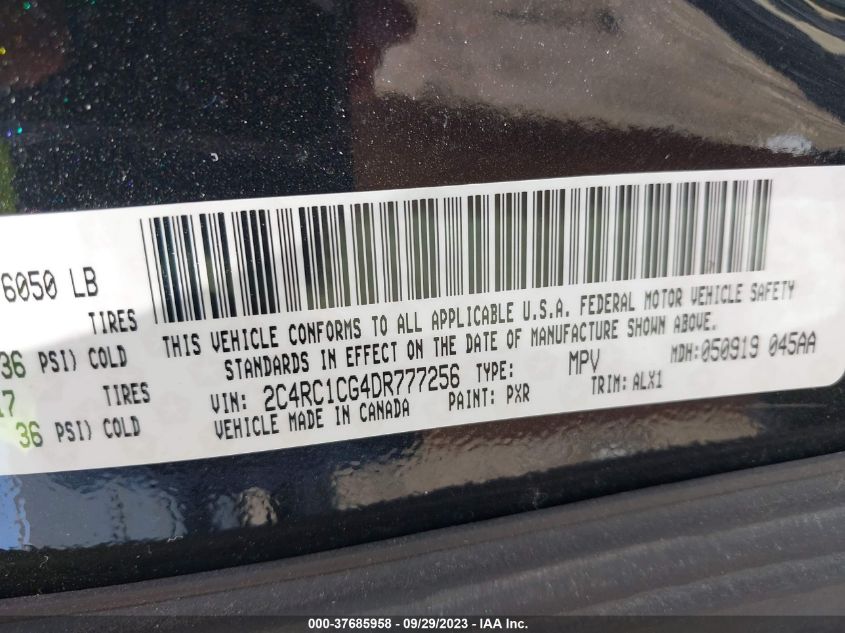 6050 LB
TIRES
36 PSI) COLD
TIRES
36 PSI) COLD
THIS VEHICLE CONFORMS TO ALL APPLICABLE U.S.A. FEDERAL MOTOR VEHICLE SAFETY
STANDARDS IN EFFECT ON THE DATE OF MANUFACTURE SHOWN ABOVE.
VIN: 2C4RC1CG4DR777256 TYPE: MPV MDH:050919 045AA
VEHICLE MADE IN CANADA PAINT: PXR TRIM: ALX1
000-37685958 - 09/29/2023 - IAA Inc.